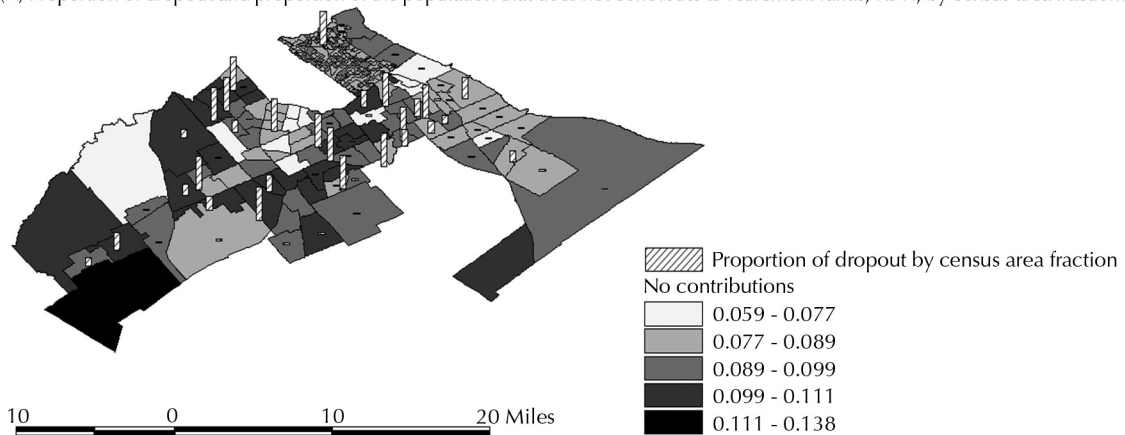 Proportion of dropout by census area fraction
No contributions
0.059 - 0.077
0.077 - 0.089
0.089 - 0.099
0.099 - 0.111
0.111 - 0.138
10 0 10 20 Miles